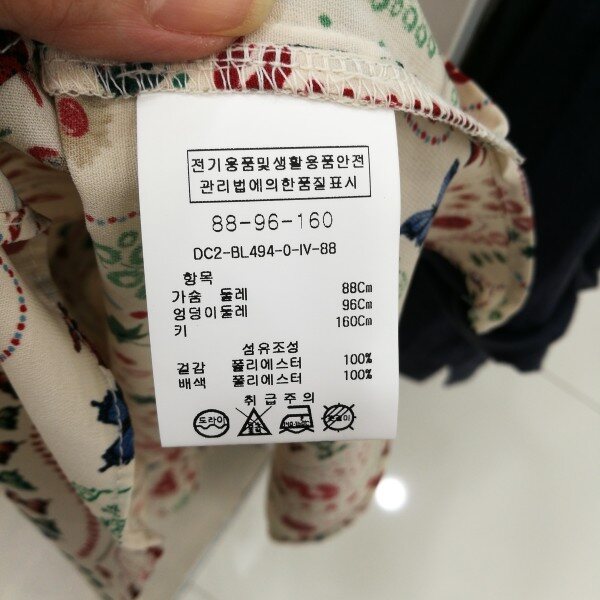 전기용품및생활용품안전
관리법에의한품질표시
88-96-160
DC2-BL494-0-IV-88
항목
가슴 둘레 88Cm
엉덩이둘레 96Cm
키 160Cm
섬유조성
겉감 폴리에스터 100%
배색 폴리에스터 100%
취급주의
드라이